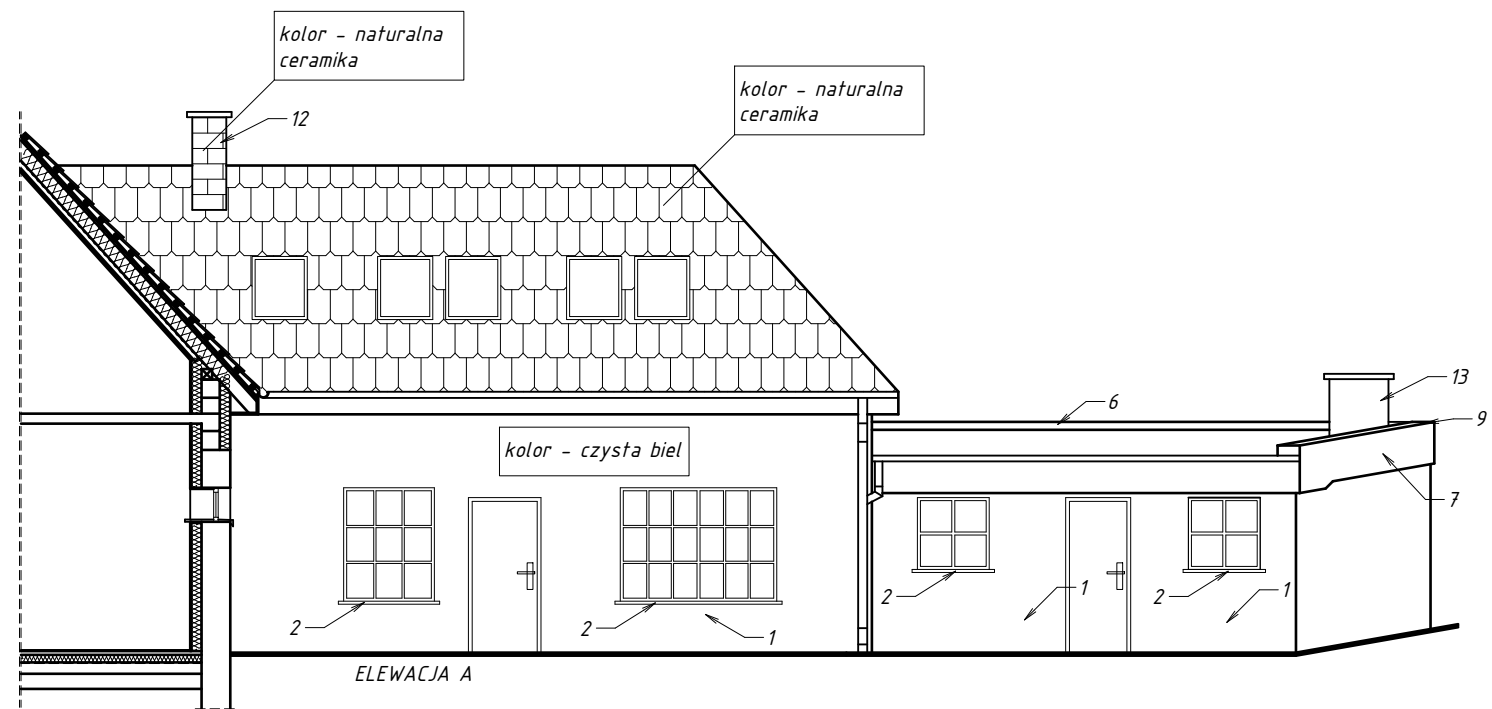 kolor - naturalna
ceramika
kolor - naturalna
ceramika
12
13
6
9
kolor - czysta biel
7
1
1
2
2
2
2
1
ELEWACJA A